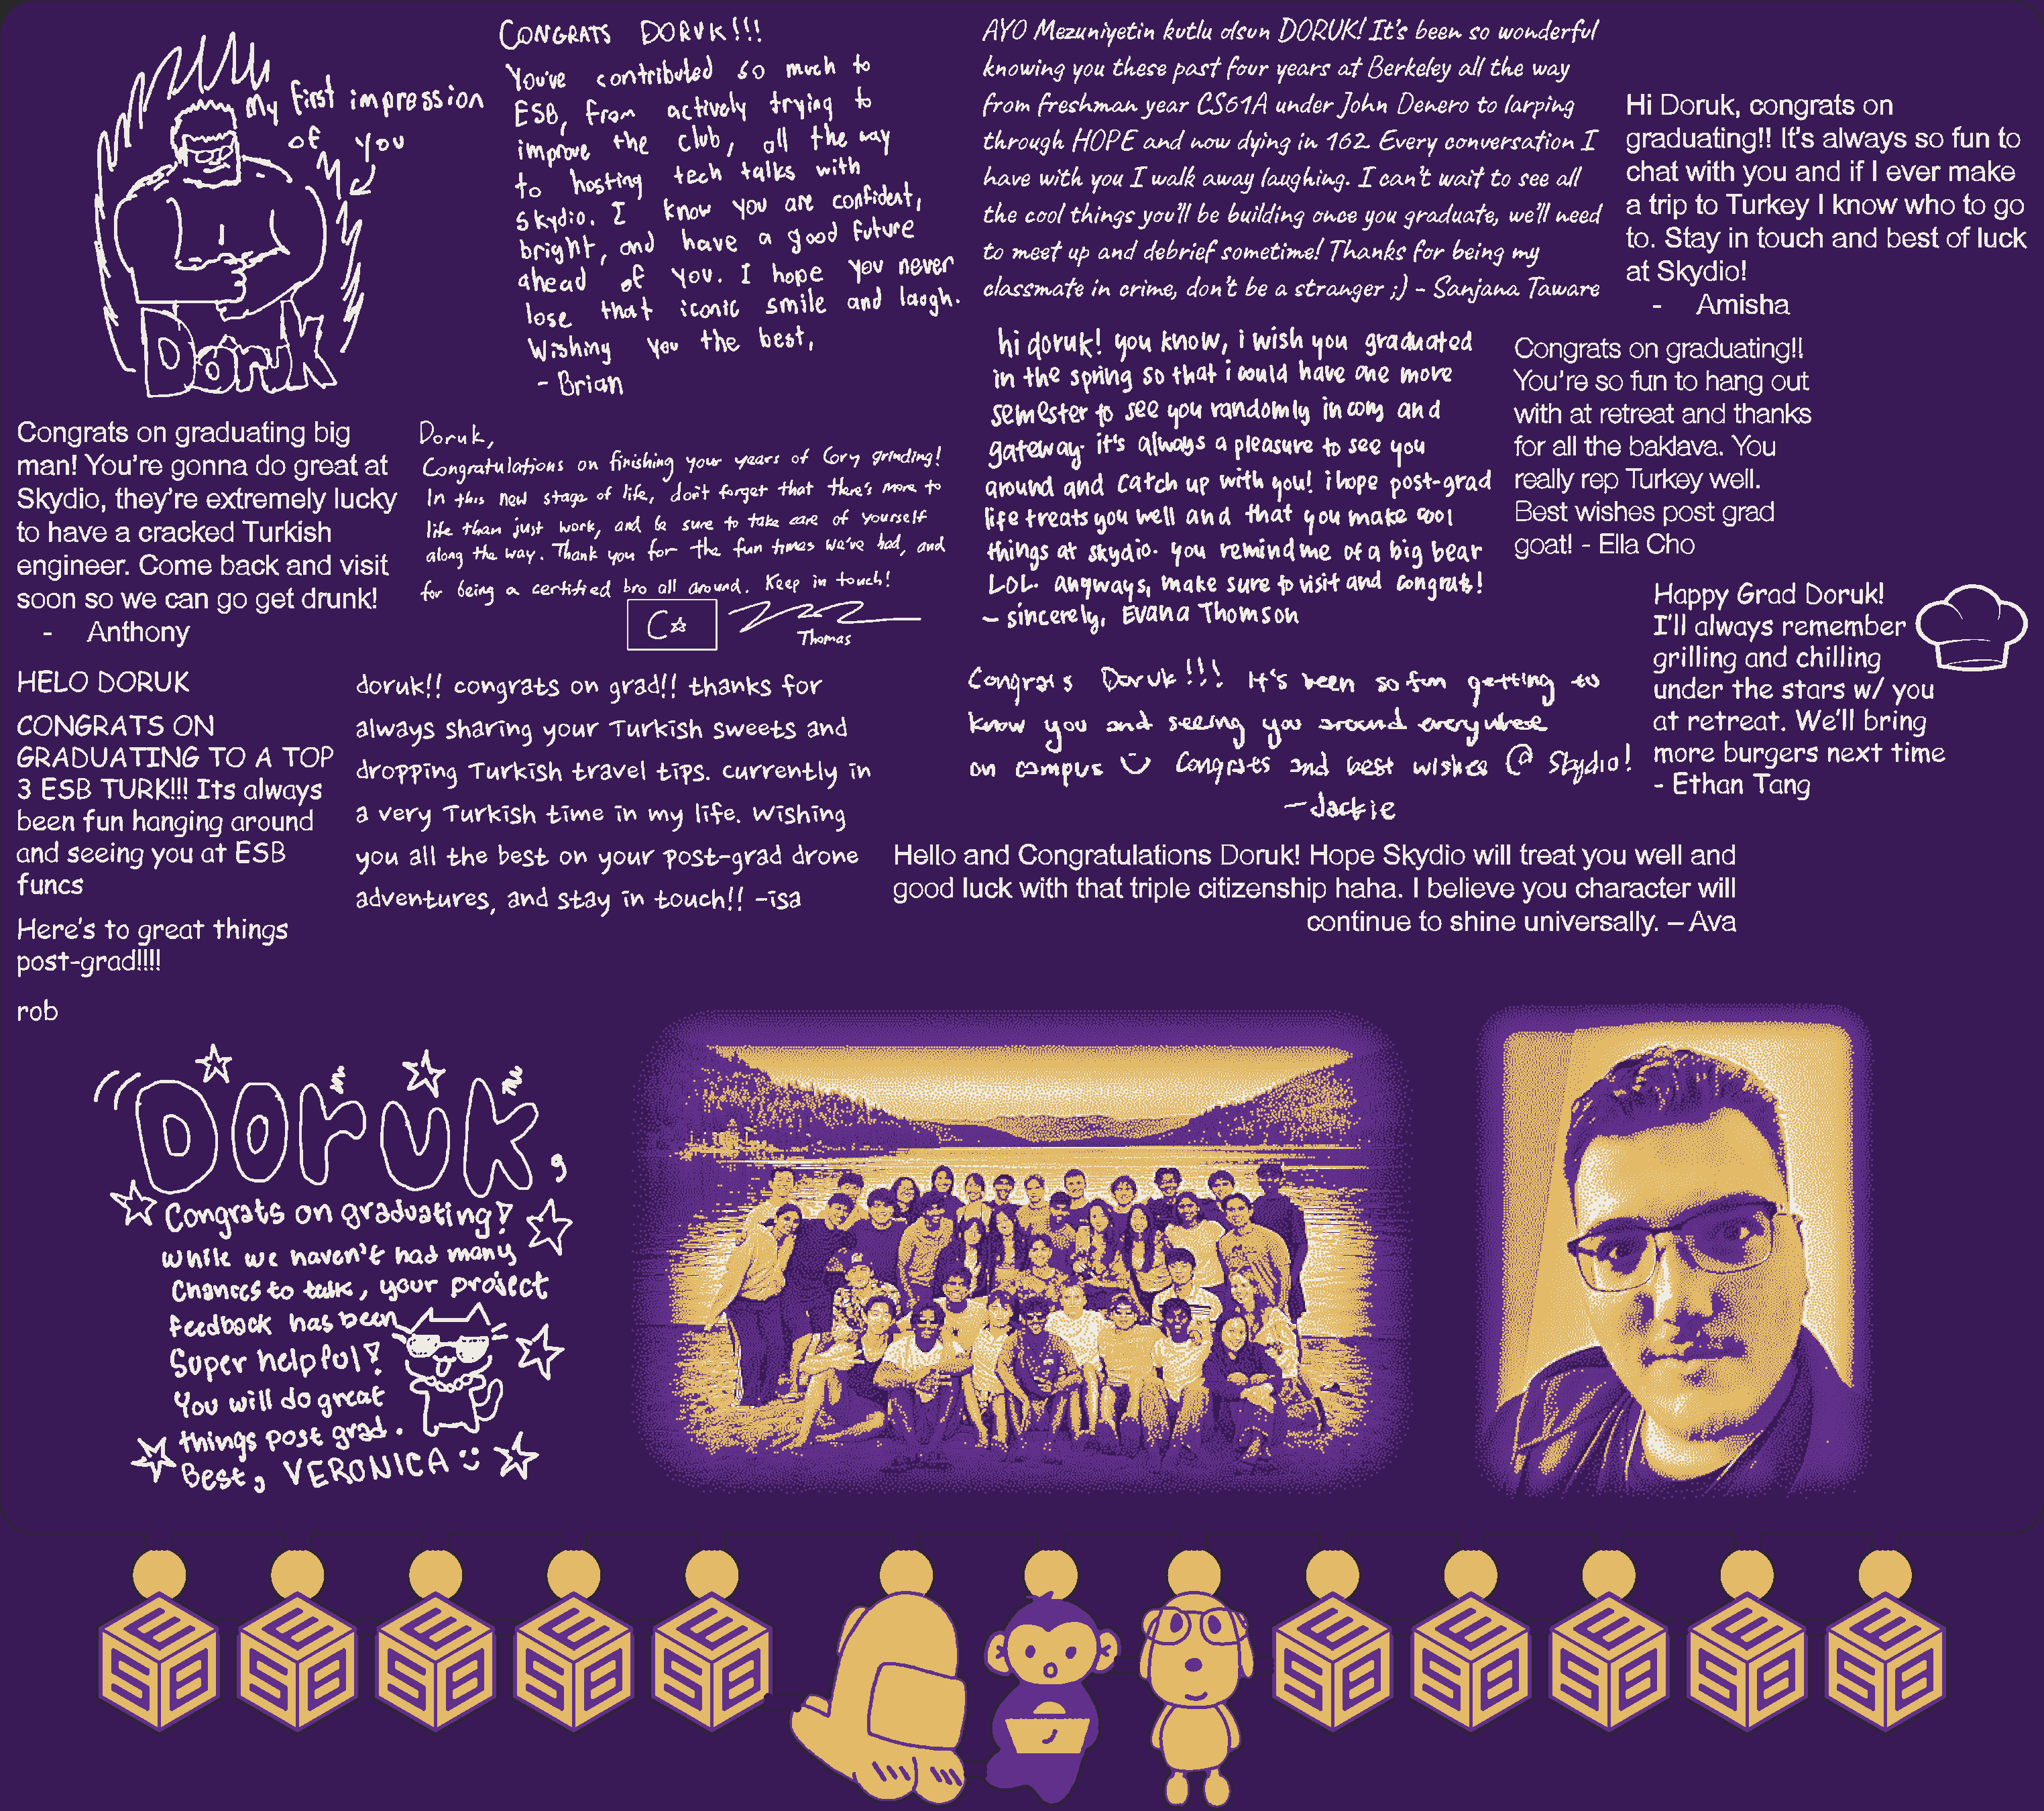 My first impression
of you
Doruk
CONGRATS DORUK!!!
You've contributed so much to
ESB, from actively trying to
improve the club, all the way
to hosting tech talks with
Skydio. I know you are confident,
bright, and have a good future
ahead of you. I hope you never
lose that iconic smile and laugh.
Wishing you the best,
- Brian
AYO Mezuniyetin kutlu olsun DORUK! It's been so wonderful
knowing you these past four years at Berkeley all the way
from freshman year CS61A under John Denero to larping
through HOPE and now dying in 162. Every conversation I
have with you I walk away laughing. I can't wait to see all
the cool things you'll be building once you graduate, we'll need
to meet up and debrief sometime! Thanks for being my
classmate in crime, don't be a stranger ;) - Sanjana Taware
Hi Doruk, congrats on
graduating!! It's always so fun to
chat with you and if I ever make
a trip to Turkey I know who to go
to. Stay in touch and best of luck
at Skydio!
- Amisha
Congrats on graduating big
man! You're gonna do great at
Skydio, they're extremely lucky
to have a cracked Turkish
engineer. Come back and visit
soon so we can go get drunk!
- Anthony
Doruk,
Congratulations on finishing your years of Cory grinding!
In this new stage of life, don't forget that there's more to
life than just work, and be sure to take care of yourself
along the way. Thank you for the fun times we've had, and
for being a certified bro all around. Keep in touch!
Thomas
hi doruk! you know, i wish you graduated
in the spring so that i could have one more
semester to see you randomly in cory and
gateway. it's always a pleasure to see you
around and catch up with you! i hope post-grad
life treats you well and that you make cool
things at skydio. you remind me of a big bear
LOL. anyways, make sure to visit and congrats!
- sincerely, Evana Thomson
Congrats on graduating!!
You're so fun to hang out
with at retreat and thanks
for all the baklava. You
really rep Turkey well.
Best wishes post grad
goat! - Ella Cho
Happy Grad Doruk!
I'll always remember
grilling and chilling
under the stars w/ you
at retreat. We'll bring
more burgers next time
- Ethan Tang
HELO DORUK
CONGRATS ON
GRADUATING TO A TOP
3 ESB TURK!!! Its always
been fun hanging around
and seeing you at ESB
funcs
Here's to great things
post-grad!!!!
rob
doruk!! congrats on grad!! thanks for
always sharing your Turkish sweets and
dropping Turkish travel tips. currently in
a very Turkish time in my life. wishing
you all the best on your post-grad drone
adventures, and stay in touch!! -isa
Congrats Doruk!!! It's been so fun getting to
know you and seeing you around everywhere
on campus Congrats and best wishes @ Skydio!
-Jackie
Hello and Congratulations Doruk! Hope Skydio will treat you well and
good luck with that triple citizenship haha. I believe you character will
continue to shine universally. – Ava
Doruk,
Congrats on graduating!
While we haven't had many
chances to talk, your project
feedback has been
super helpful!
You will do great
things post grad.
Best, VERONICA :)
ESB ESB ESB ESB ESB ESB ESB ESB ESB ESB